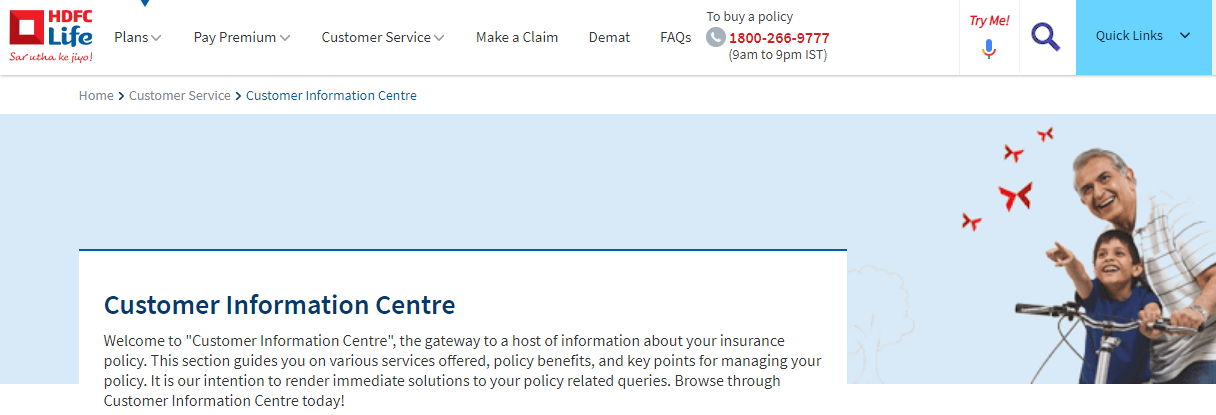 HDFC
Life
Sar utha ke jiyo!
Plans
Pay Premium
Customer Service
Make a Claim
Demat
FAQs
To buy a policy
1800-266-9777
(9am to 9pm IST)
Try Me!
Quick Links
Home > Customer Service > Customer Information Centre
Customer Information Centre
Welcome to "Customer Information Centre", the gateway to a host of information about your insurance
policy. This section guides you on various services offered, policy benefits, and key points for managing your
policy. It is our intention to render immediate solutions to your policy related queries. Browse through
Customer Information Centre today!